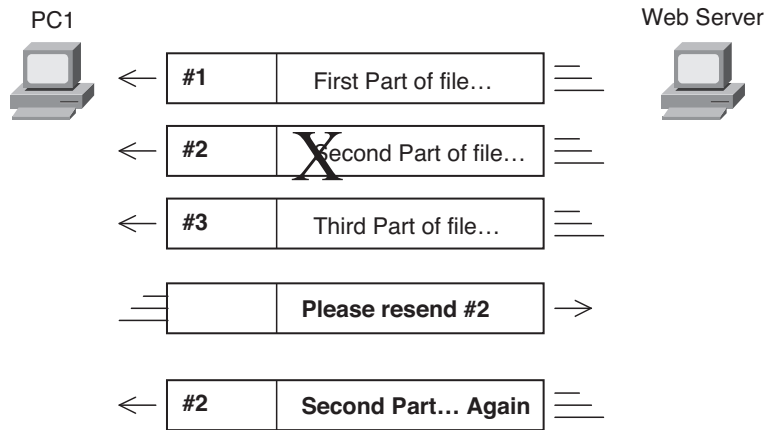 PC1
Web Server
#1 First Part of file…
#2 Second Part of file…
X
#3 Third Part of file…
Please resend #2
#2 Second Part… Again